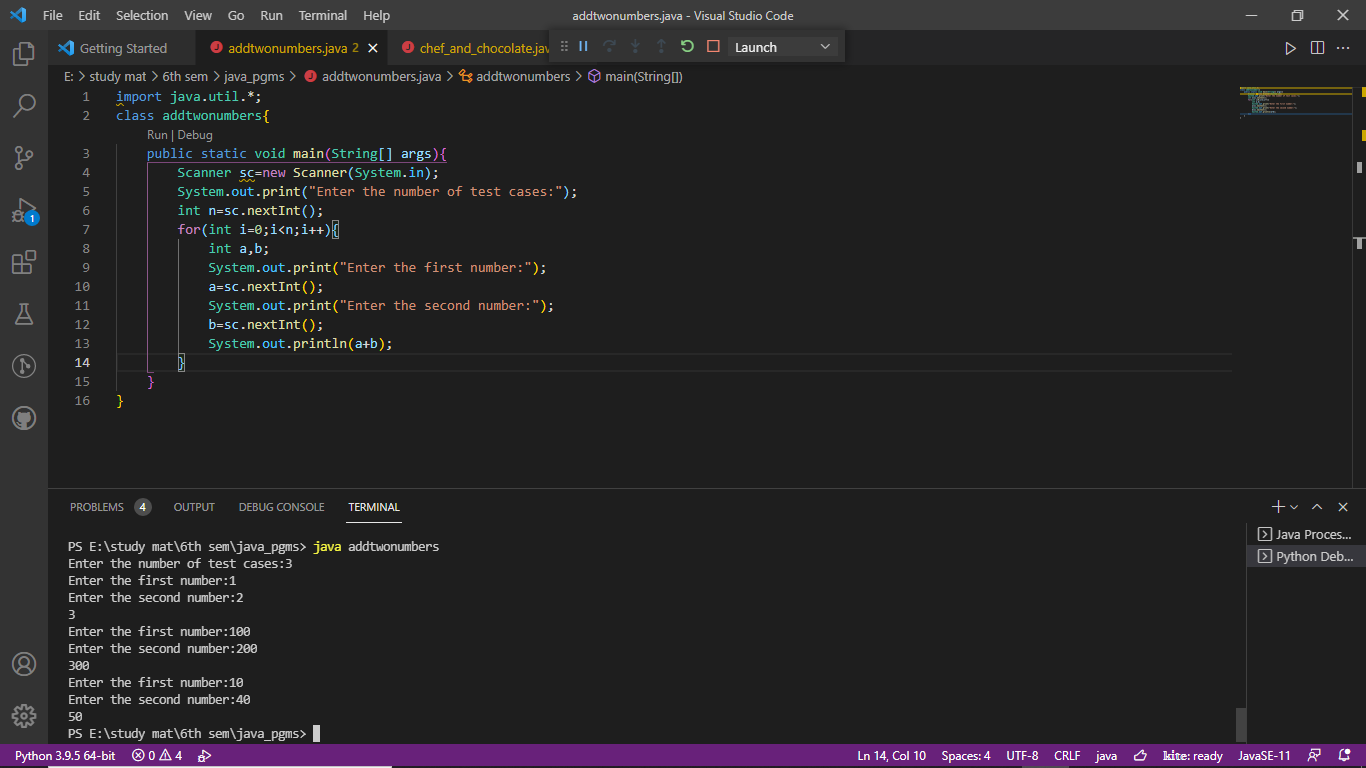 File Edit Selection View Go Run Terminal Help addtwonumbers.java - Visual Studio Code
Getting Started addtwonumbers.java 2 chef_and_chocolate.jav Launch
E: > study mat > 6th sem > java_pgms > addtwonumbers.java > addtwonumbers > main(String[])
1 import java.util.*;
2 class addtwonumbers{
Run | Debug
3 public static void main(String[] args){
4 Scanner sc=new Scanner(System.in);
5 System.out.print("Enter the number of test cases:");
6 int n=sc.nextInt();
7 for(int i=0;i<n;i++){
8 int a,b;
9 System.out.print("Enter the first number:");
10 a=sc.nextInt();
11 System.out.print("Enter the second number:");
12 b=sc.nextInt();
13 System.out.println(a+b);
14 }
15 }
16 }
1
PROBLEMS 4 OUTPUT DEBUG CONSOLE TERMINAL
Java Proces...
Python Deb...
PS E:\study mat\6th sem\java_pgms> java addtwonumbers
Enter the number of test cases:3
Enter the first number:1
Enter the second number:2
3
Enter the first number:100
Enter the second number:200
300
Enter the first number:10
Enter the second number:40
50
PS E:\study mat\6th sem\java_pgms>
Python 3.9.5 64-bit 0 4 Ln 14, Col 10 Spaces: 4 UTF-8 CRLF java kite: ready JavaSE-11